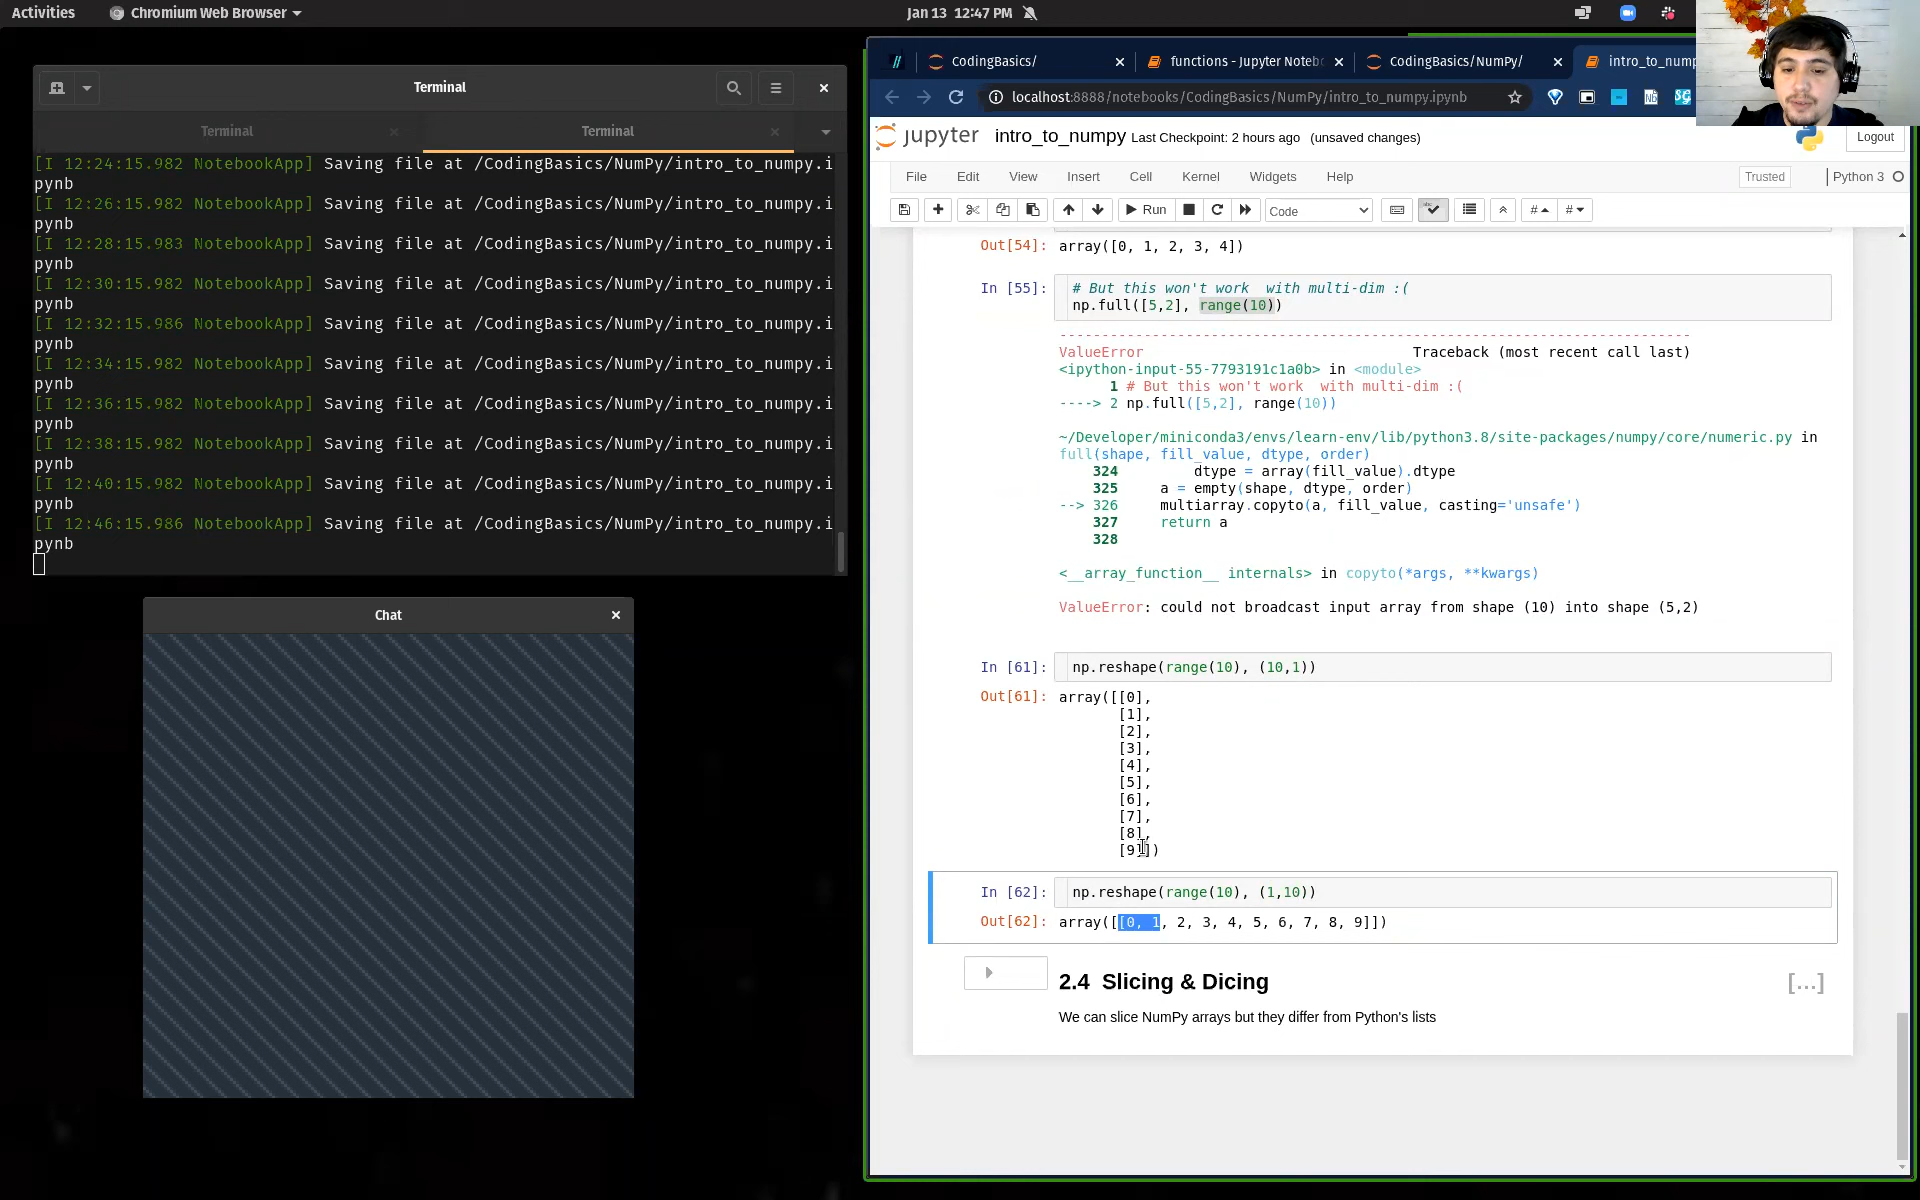 Activities
Chromium Web Browser
Jan 13 12:47 PM
Terminal
Terminal
Terminal
[I 12:24:15.982 NotebookApp] Saving file at /CodingBasics/NumPy/intro_to_numpy.i
pynb
[I 12:26:15.982 NotebookApp] Saving file at /CodingBasics/NumPy/intro_to_numpy.i
pynb
[I 12:28:15.983 NotebookApp] Saving file at /CodingBasics/NumPy/intro_to_numpy.i
pynb
[I 12:30:15.982 NotebookApp] Saving file at /CodingBasics/NumPy/intro_to_numpy.i
pynb
[I 12:32:15.986 NotebookApp] Saving file at /CodingBasics/NumPy/intro_to_numpy.i
pynb
[I 12:34:15.982 NotebookApp] Saving file at /CodingBasics/NumPy/intro_to_numpy.i
pynb
[I 12:36:15.982 NotebookApp] Saving file at /CodingBasics/NumPy/intro_to_numpy.i
pynb
[I 12:38:15.982 NotebookApp] Saving file at /CodingBasics/NumPy/intro_to_numpy.i
pynb
[I 12:40:15.982 NotebookApp] Saving file at /CodingBasics/NumPy/intro_to_numpy.i
pynb
[I 12:46:15.986 NotebookApp] Saving file at /CodingBasics/NumPy/intro_to_numpy.i
pynb
Chat
CodingBasics/
functions - Jupyter Noteb
CodingBasics/NumPy/
intro_to_nump
localhost:8888/notebooks/CodingBasics/NumPy/intro_to_numpy.ipynb
jupyter intro_to_numpy Last Checkpoint: 2 hours ago (unsaved changes)
Logout
File Edit View Insert Cell Kernel Widgets Help
Trusted
Python 3
Run
Code
Out[54]: array([0, 1, 2, 3, 4])
In [55]: # But this won't work  with multi-dim :(
np.full([5,2], range(10))
---------------------------------------------------------------------------
ValueError                                Traceback (most recent call last)
<ipython-input-55-7793191c1a0b> in <module>
1 # But this won't work  with multi-dim :(
----> 2 np.full([5,2], range(10))
~/Developer/miniconda3/envs/learn-env/lib/python3.8/site-packages/numpy/core/numeric.py in
full(shape, fill_value, dtype, order)
324         dtype = array(fill_value).dtype
325     a = empty(shape, dtype, order)
--> 326     multiarray.copyto(a, fill_value, casting='unsafe')
327     return a
328
<__array_function__ internals> in copyto(*args, **kwargs)
ValueError: could not broadcast input array from shape (10) into shape (5,2)
In [61]: np.reshape(range(10), (10,1))
Out[61]: array([[0],
[1],
[2],
[3],
[4],
[5],
[6],
[7],
[8],
[9]])
In [62]: np.reshape(range(10), (1,10))
Out[62]: array([[0, 1, 2, 3, 4, 5, 6, 7, 8, 9]])
2.4 Slicing & Dicing
[...]
We can slice NumPy arrays but they differ from Python's lists